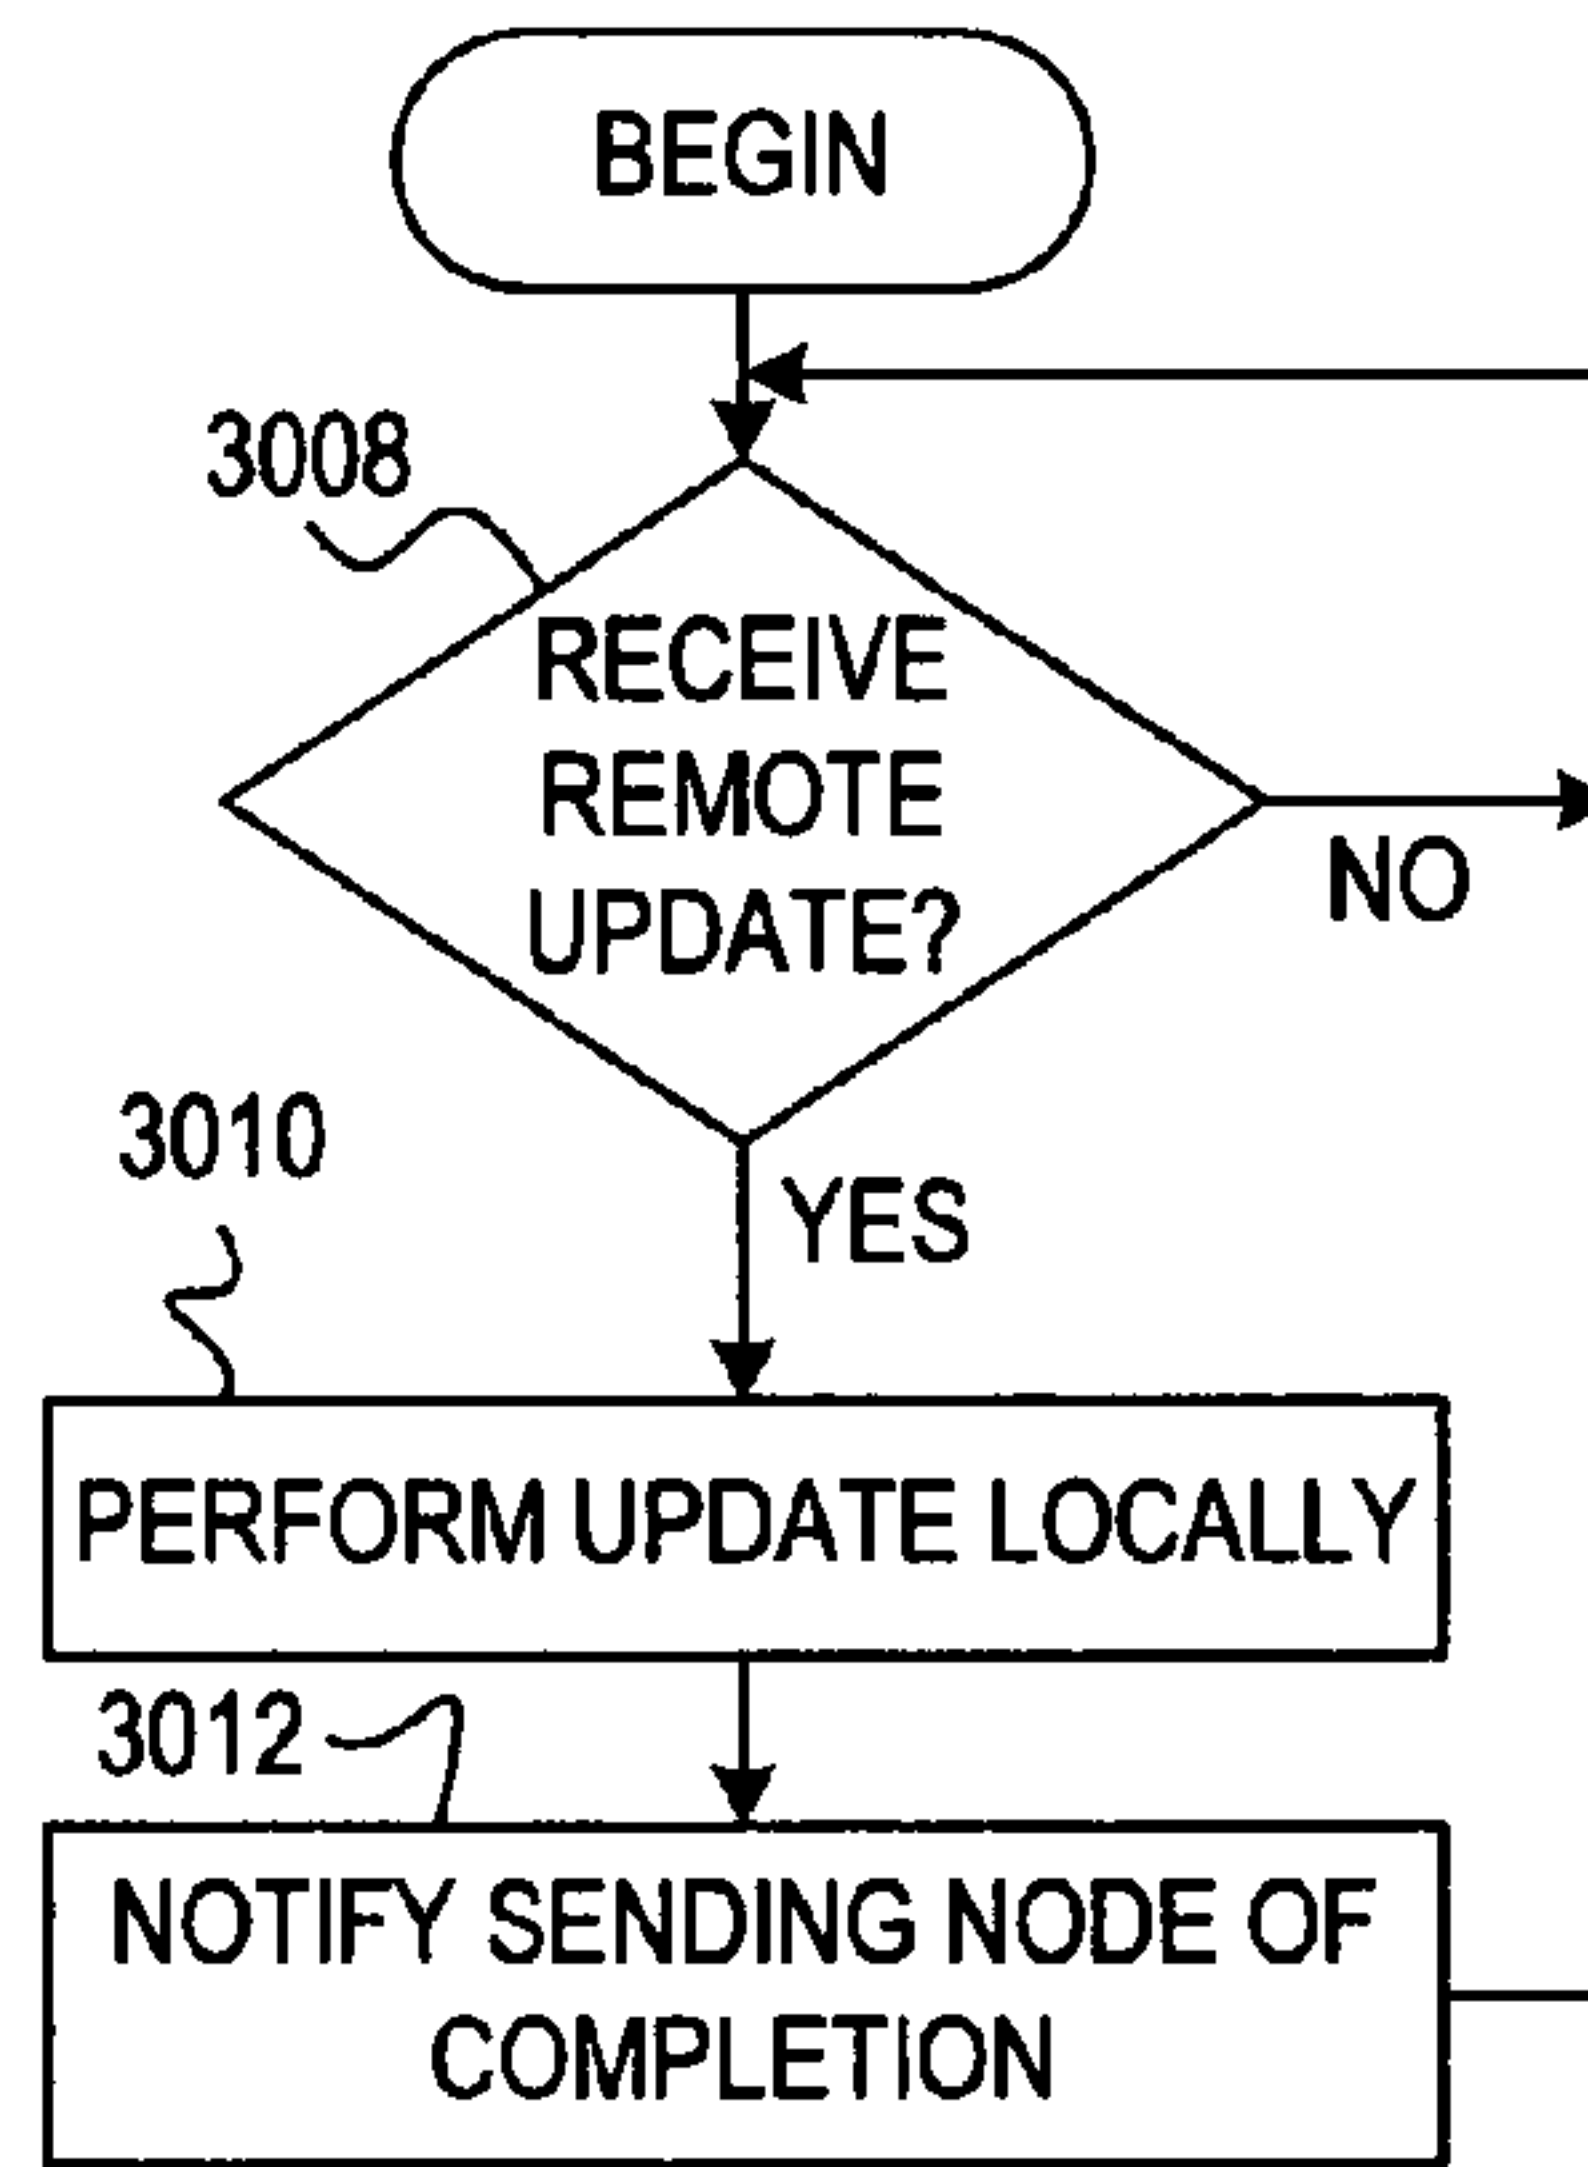 BEGIN
3008
RECEIVE
REMOTE
UPDATE?
NO
3010
YES
PERFORM UPDATE LOCALLY
3012
NOTIFY SENDING NODE OF
COMPLETION